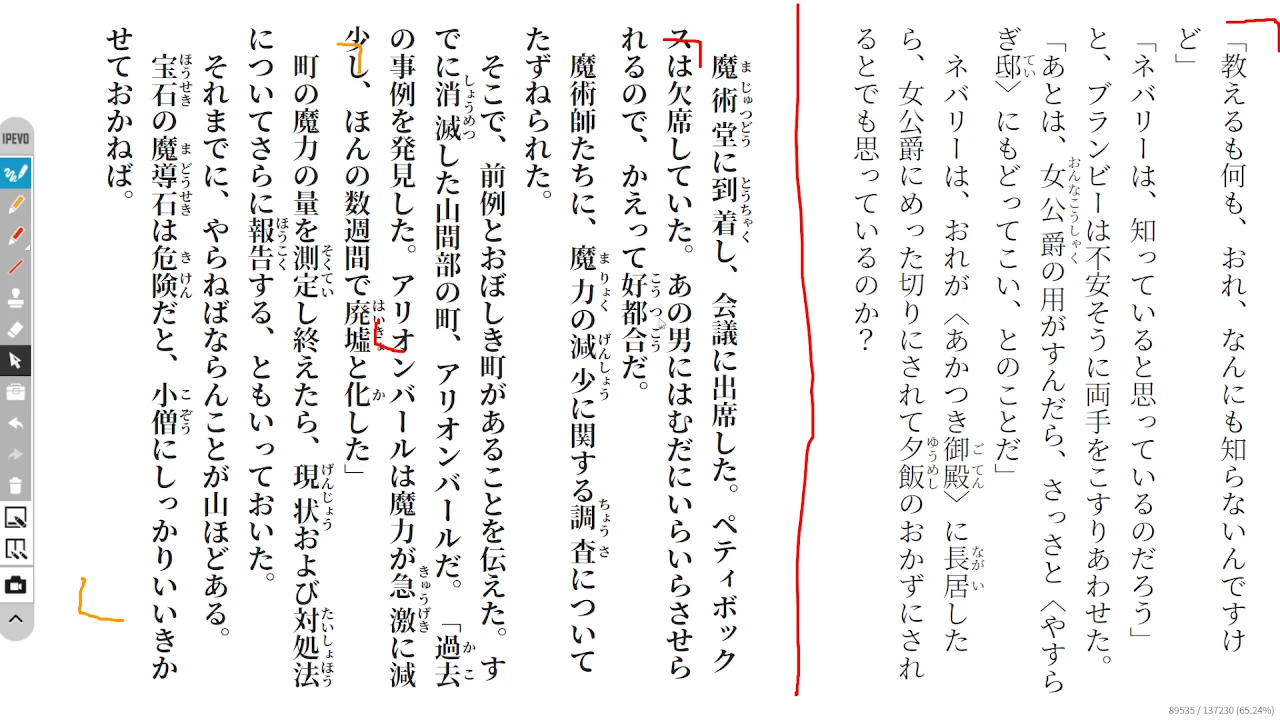 「教えるも何も、おれ、なんにも知らないんですけ
ど」
「ネバリーは、知っていると思っているのだろう」
と、ブランビーは不安そうに両手をこすりあわせた。
「あとは、女公爵の用がすんだら、さっさと〈やすら
ぎ邸〉にもどってこい、とのことだ」
ネバリーは、おれが〈あかつき御殿〉に長居した
ら、女公爵にめった切りにされて夕飯のおかずにされ
るとでも思っているのか？
魔術堂に到着し、会議に出席した。ペティボック
スは欠席していた。あの男にはむだにいらいらさせら
れるので、かえって好都合だ。
魔術師たちに、魔力の減少に関する調査について
たずねられた。
そこで、前例とおぼしき町があることを伝えた。す
でに消滅した山間部の町、アリオンバールだ。「過去
の事例を発見した。アリオンバールは魔力が急激に減
少し、ほんの数週間で廃墟と化した」
町の魔力の量を測定し終えたら、現状および対処法
についてさらに報告する、ともいっておいた。
それまでに、やらねばならんことが山ほどある。
宝石の魔導石は危険だと、小僧にしっかりいいきか
せておかねば。
IPEVO
89535 / 137230 (65.24%)